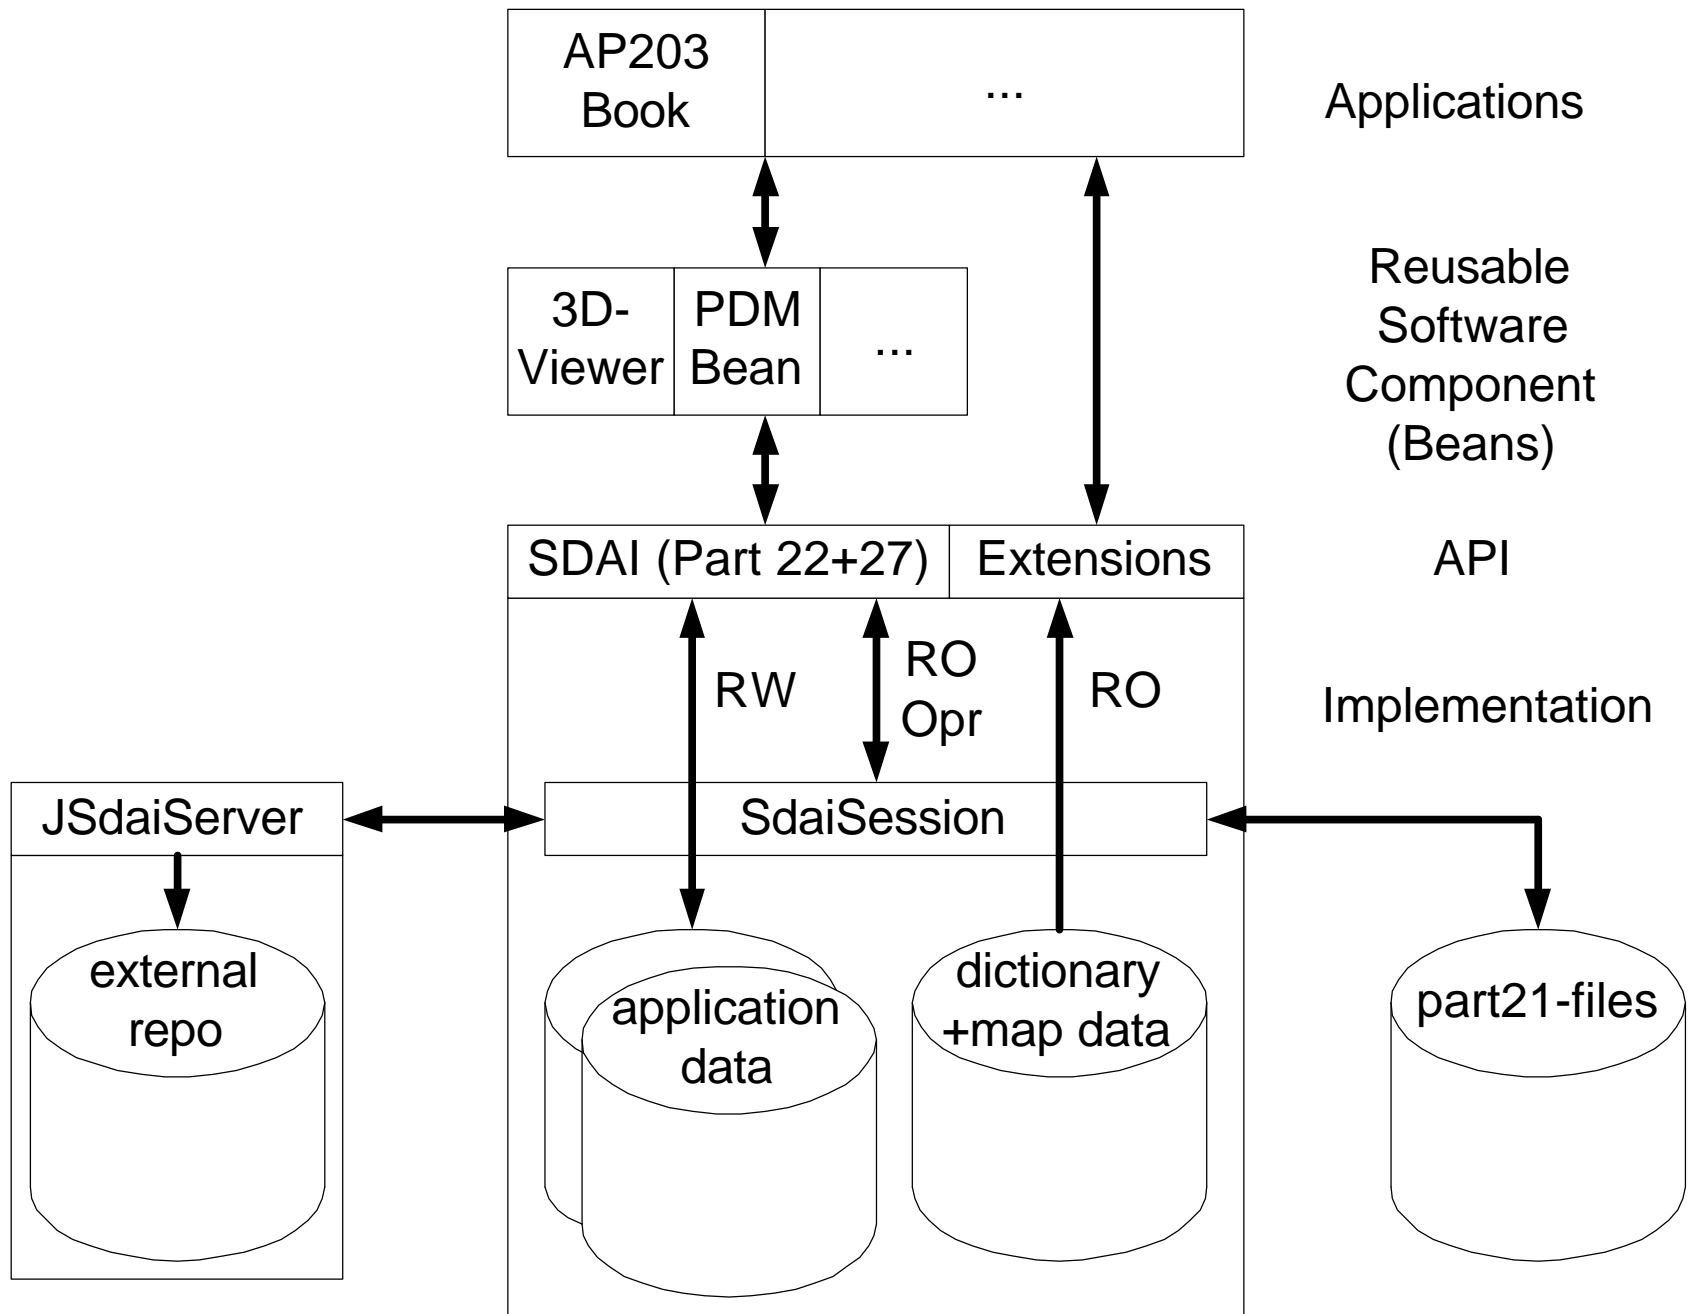 AP203
Book
...
Applications
3D-
Viewer
PDM
Bean
...
Reusable
Software
Component
(Beans)
SDAI (Part 22+27)
Extensions
API
RW
RO
Opr
RO
Implementation
JSdaiServer
SdaiSession
external
repo
application
data
dictionary
+map data
part21-files